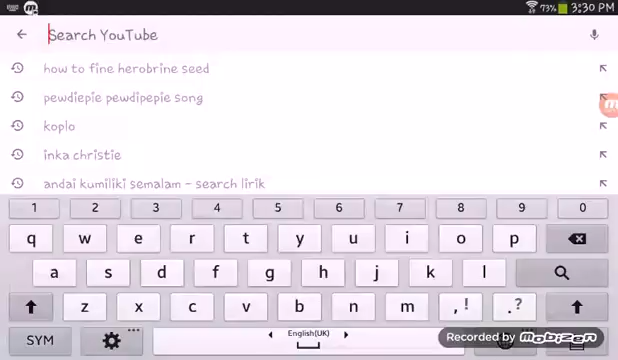 73% 3:30 PM
Search YouTube
how to fine herobrine seed
pewdiepie pewdipepie song
koplo
inka christie
andai kumiliki semalam - search lirik
1 2 3 4 5 6 7 8 9 0
q w e r t y u i o p
a s d f g h j k l
z x c v b n m ,! .?
SYM English(UK)
Recorded by mobizen